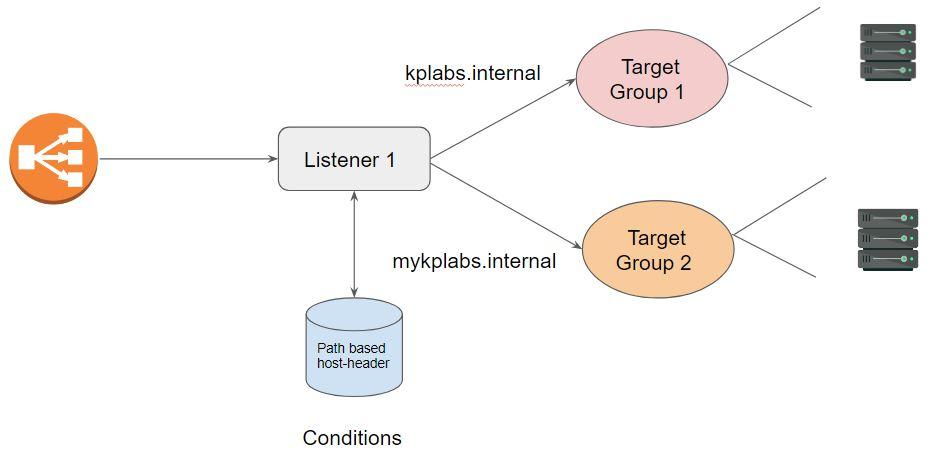 kplabs.internal
Target
Group 1
Listener 1
mykplabs.internal
Target
Group 2
Path based
host-header
Conditions